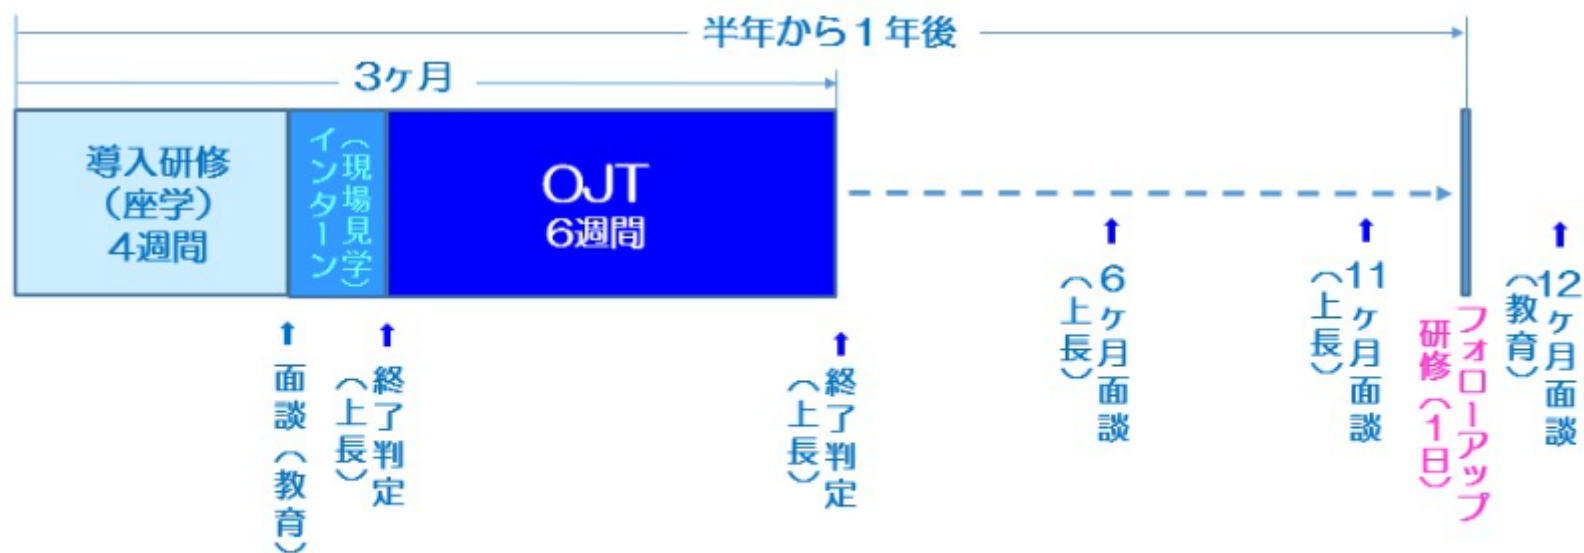 半年から1年後
3ヶ月
導入研修
（座学）
4週間
インターン
（現場見学）
OJT
6週間
面談（教育）
終了判定
（上長）
終了判定
（上長）
6ヶ月面談
（上長）
11ヶ月面談
（上長）
フォローアップ
研修（1日）
12ヶ月面談
（教育）